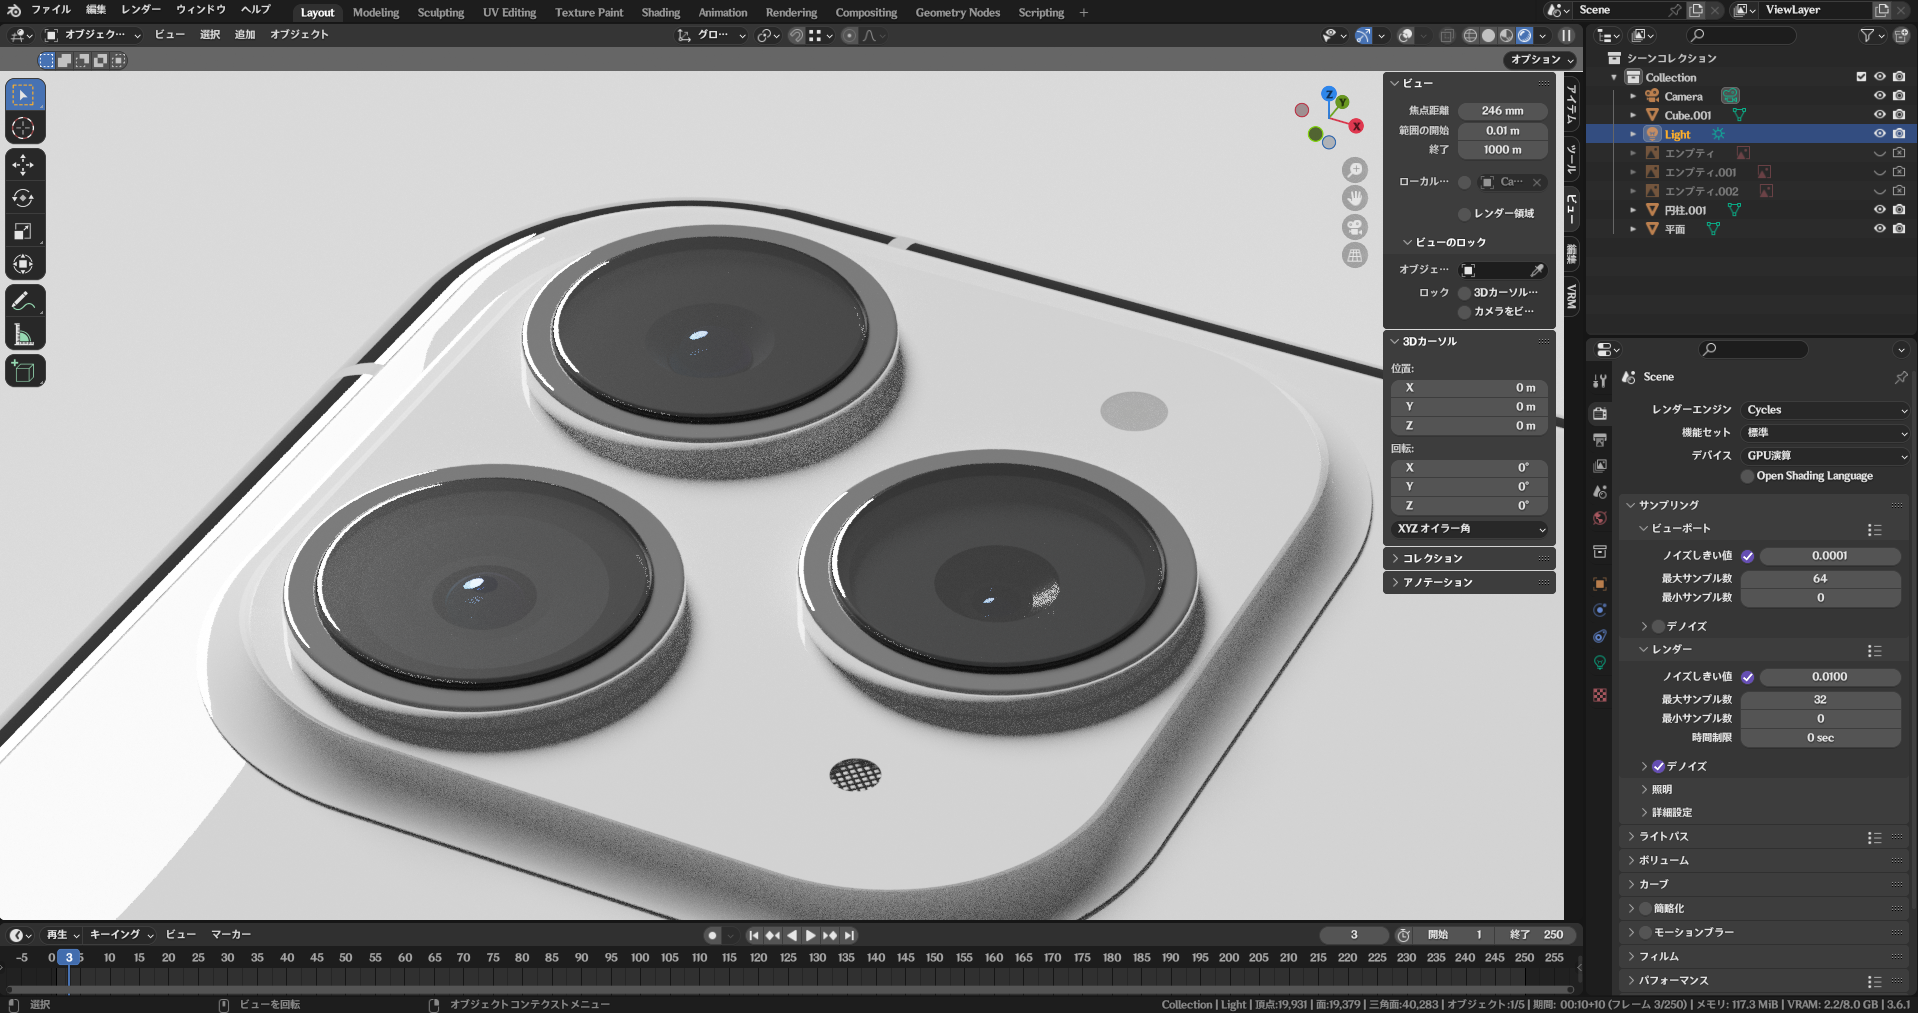 ファイル 編集 レンダー ウィンドウ ヘルプ Layout Modeling Sculpting UV Editing Texture Paint Shading Animation Rendering Compositing Geometry Nodes Scripting + Scene ViewLayer
オブジェク… ビュー 選択 追加 オブジェクト グロ…
オプション
Z
Y
X
ビュー
焦点距離 246 mm
範囲の開始 0.01 m
終了 1000 m
ローカル… Ca…
レンダー領域
ビューのロック
オブジェ…
ロック 3Dカーソル…
カメラをビ…
3Dカーソル
位置:
X 0 m
Y 0 m
Z 0 m
回転:
X 0°
Y 0°
Z 0°
XYZ オイラー角
コレクション
アノテーション
アイテム
ツール
ビュー
編集
VRM
シーンコレクション
Collection
Camera
Cube.001
Light
エンプティ
エンプティ.001
エンプティ.002
円柱.001
平面
Scene
レンダーエンジン Cycles
機能セット 標準
デバイス GPU演算
Open Shading Language
サンプリング
ビューポート
ノイズしきい値 0.0001
最大サンプル数 64
最小サンプル数 0
デノイズ
レンダー
ノイズしきい値 0.0100
最大サンプル数 32
最小サンプル数 0
時間制限 0 sec
デノイズ
照明
詳細設定
ライトパス
ボリューム
カーブ
簡略化
モーションブラー
フィルム
パフォーマンス
再生 キーイング ビュー マーカー 3 開始 1 終了 250
-5 0 3 5 10 15 20 25 30 35 40 45 50 55 60 65 70 75 80 85 90 95 100 105 110 115 120 125 130 135 140 145 150 155 160 165 170 175 180 185 190 195 200 205 210 215 220 225 230 235 240 245 250 255
選択 ビューを回転 オブジェクトコンテクストメニュー Collection | Light | 頂点:19,931 | 面:19,379 | 三角面:40,283 | オブジェクト:1/5 | 期間: 00:10+10 (フレーム 3/250) | メモリ: 117.3 MiB | VRAM: 2.2/8.0 GB | 3.6.1